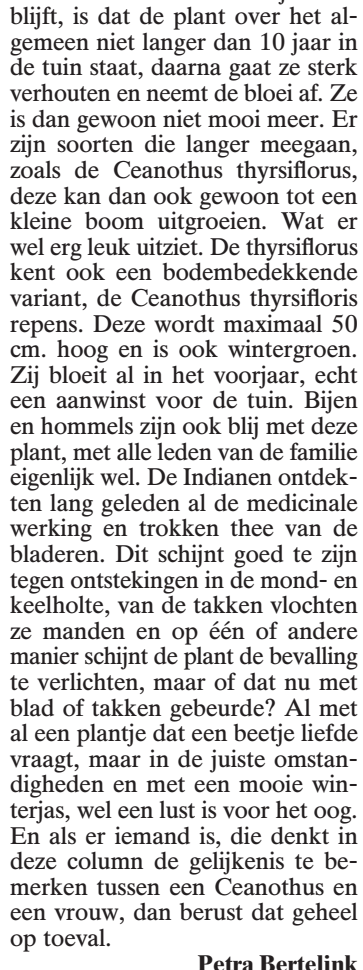 blijft, is dat de plant over het al-
gemeen niet langer dan 10 jaar in
de tuin staat, daarna gaat ze sterk
verhouten en neemt de bloei af. Ze
is dan gewoon niet mooi meer. Er
zijn soorten die langer meegaan,
zoals de Ceanothus thyrsiflorus,
deze kan dan ook gewoon tot een
kleine boom uitgroeien. Wat er
wel erg leuk uitziet. De thyrsiflorus
kent ook een bodembedekkende
variant, de Ceanothus thyrsifloris
repens. Deze wordt maximaal 50
cm. hoog en is ook wintergroen.
Zij bloeit al in het voorjaar, echt
een aanwinst voor de tuin. Bijen
en hommels zijn ook blij met deze
plant, met alle leden van de familie
eigenlijk wel. De Indianen ontdek-
ten lang geleden al de medicinale
werking en trokken thee van de
bladeren. Dit schijnt goed te zijn
tegen ontstekingen in de mond- en
keelholte, van de takken vlochten
ze manden en op één of andere
manier schijnt de plant de bevalling
te verlichten, maar of dat nu met
blad of takken gebeurde? Al met
al een plantje dat een beetje liefde
vraagt, maar in de juiste omstan-
digheden en met een mooie win-
terjas, wel een lust is voor het oog.
En als er iemand is, die denkt in
deze column de gelijkenis te be-
merken tussen een Ceanothus en
een vrouw, dan berust dat geheel
op toeval.
Petra Bertelink